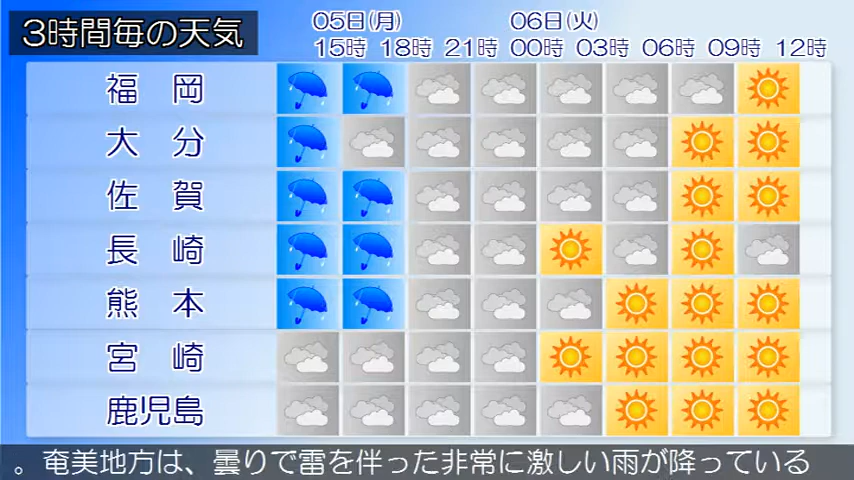 3時間毎の天気
05日(月) 06日(火)
15時 18時 21時 00時 03時 06時 09時 12時
福岡
大分
佐賀
長崎
熊本
宮崎
鹿児島
。奄美地方は、曇りで雷を伴った非常に激しい雨が降っている